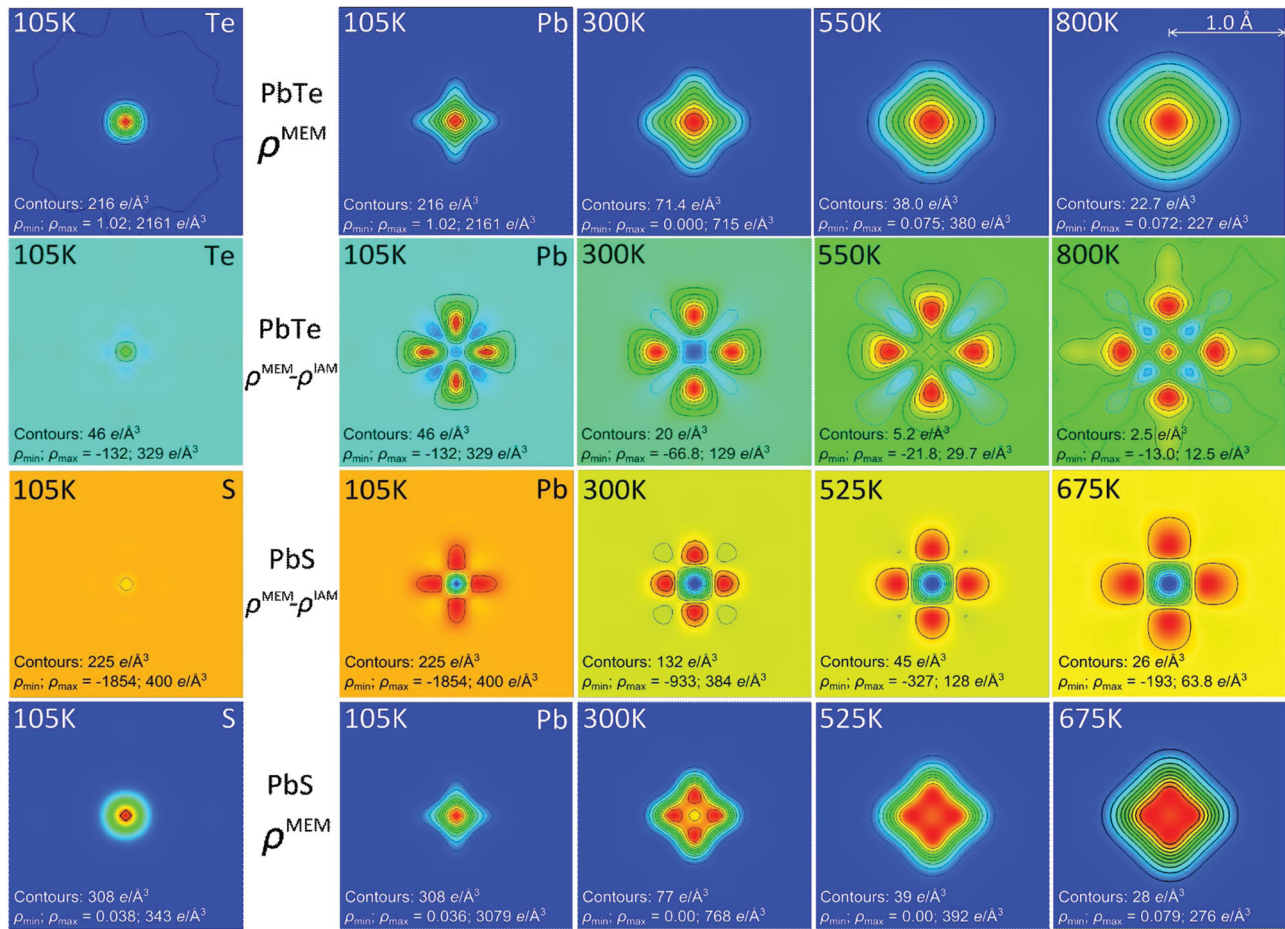 105K Te
Contours: 216 e/Å³
ρmin; ρmax = 1.02; 2161 e/Å³
PbTe
ρᴹᴱᴹ
105K Pb
Contours: 216 e/Å³
ρmin; ρmax = 1.02; 2161 e/Å³
300K
Contours: 71.4 e/Å³
ρmin; ρmax = 0.000; 715 e/Å³
550K
Contours: 38.0 e/Å³
ρmin; ρmax = 0.075; 380 e/Å³
800K
1.0 Å
Contours: 22.7 e/Å³
ρmin; ρmax = 0.072; 227 e/Å³
105K Te
Contours: 46 e/Å³
ρmin; ρmax = -132; 329 e/Å³
PbTe
ρᴹᴱᴹ-ρᴵᴬᴹ
105K Pb
Contours: 46 e/Å³
ρmin; ρmax = -132; 329 e/Å³
300K
Contours: 20 e/Å³
ρmin; ρmax = -66.8; 129 e/Å³
550K
Contours: 5.2 e/Å³
ρmin; ρmax = -21.8; 29.7 e/Å³
800K
Contours: 2.5 e/Å³
ρmin; ρmax = -13.0; 12.5 e/Å³
105K S
Contours: 225 e/Å³
ρmin; ρmax = -1854; 400 e/Å³
PbS
ρᴹᴱᴹ-ρᴵᴬᴹ
105K Pb
Contours: 225 e/Å³
ρmin; ρmax = -1854; 400 e/Å³
300K
Contours: 132 e/Å³
ρmin; ρmax = -933; 384 e/Å³
525K
Contours: 45 e/Å³
ρmin; ρmax = -327; 128 e/Å³
675K
Contours: 26 e/Å³
ρmin; ρmax = -193; 63.8 e/Å³
105K S
Contours: 308 e/Å³
ρmin; ρmax = 0.038; 343 e/Å³
PbS
ρᴹᴱᴹ
105K Pb
Contours: 308 e/Å³
ρmin; ρmax = 0.036; 3079 e/Å³
300K
Contours: 77 e/Å³
ρmin; ρmax = 0.00; 768 e/Å³
525K
Contours: 39 e/Å³
ρmin; ρmax = 0.00; 392 e/Å³
675K
Contours: 28 e/Å³
ρmin; ρmax = 0.079; 276 e/Å³